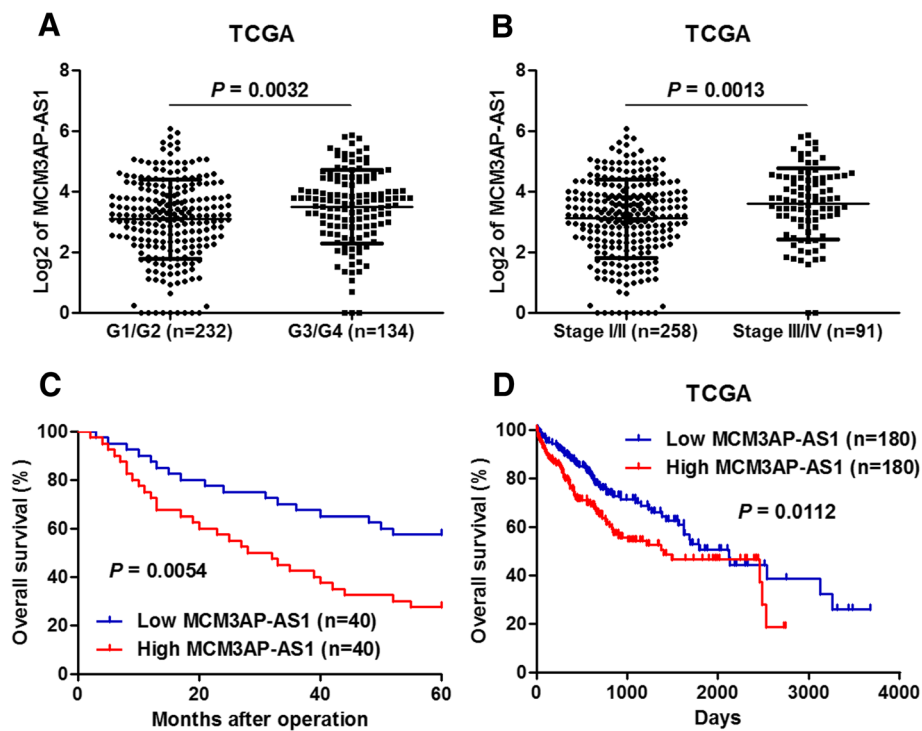 A
TCGA
P = 0.0032
Log2 of MCM3AP-AS1
8
6
4
2
0
G1/G2 (n=232)
G3/G4 (n=134)
B
TCGA
P = 0.0013
Log2 of MCM3AP-AS1
8
6
4
2
0
Stage I/II (n=258)
Stage III/IV (n=91)
C
Overall survival (%)
100
80
60
40
20
0
P = 0.0054
Low MCM3AP-AS1 (n=40)
High MCM3AP-AS1 (n=40)
0 20 40 60
Months after operation
D
TCGA
Overall survival (%)
100
80
60
40
20
0
Low MCM3AP-AS1 (n=180)
High MCM3AP-AS1 (n=180)
P = 0.0112
0 1000 2000 3000 4000
Days